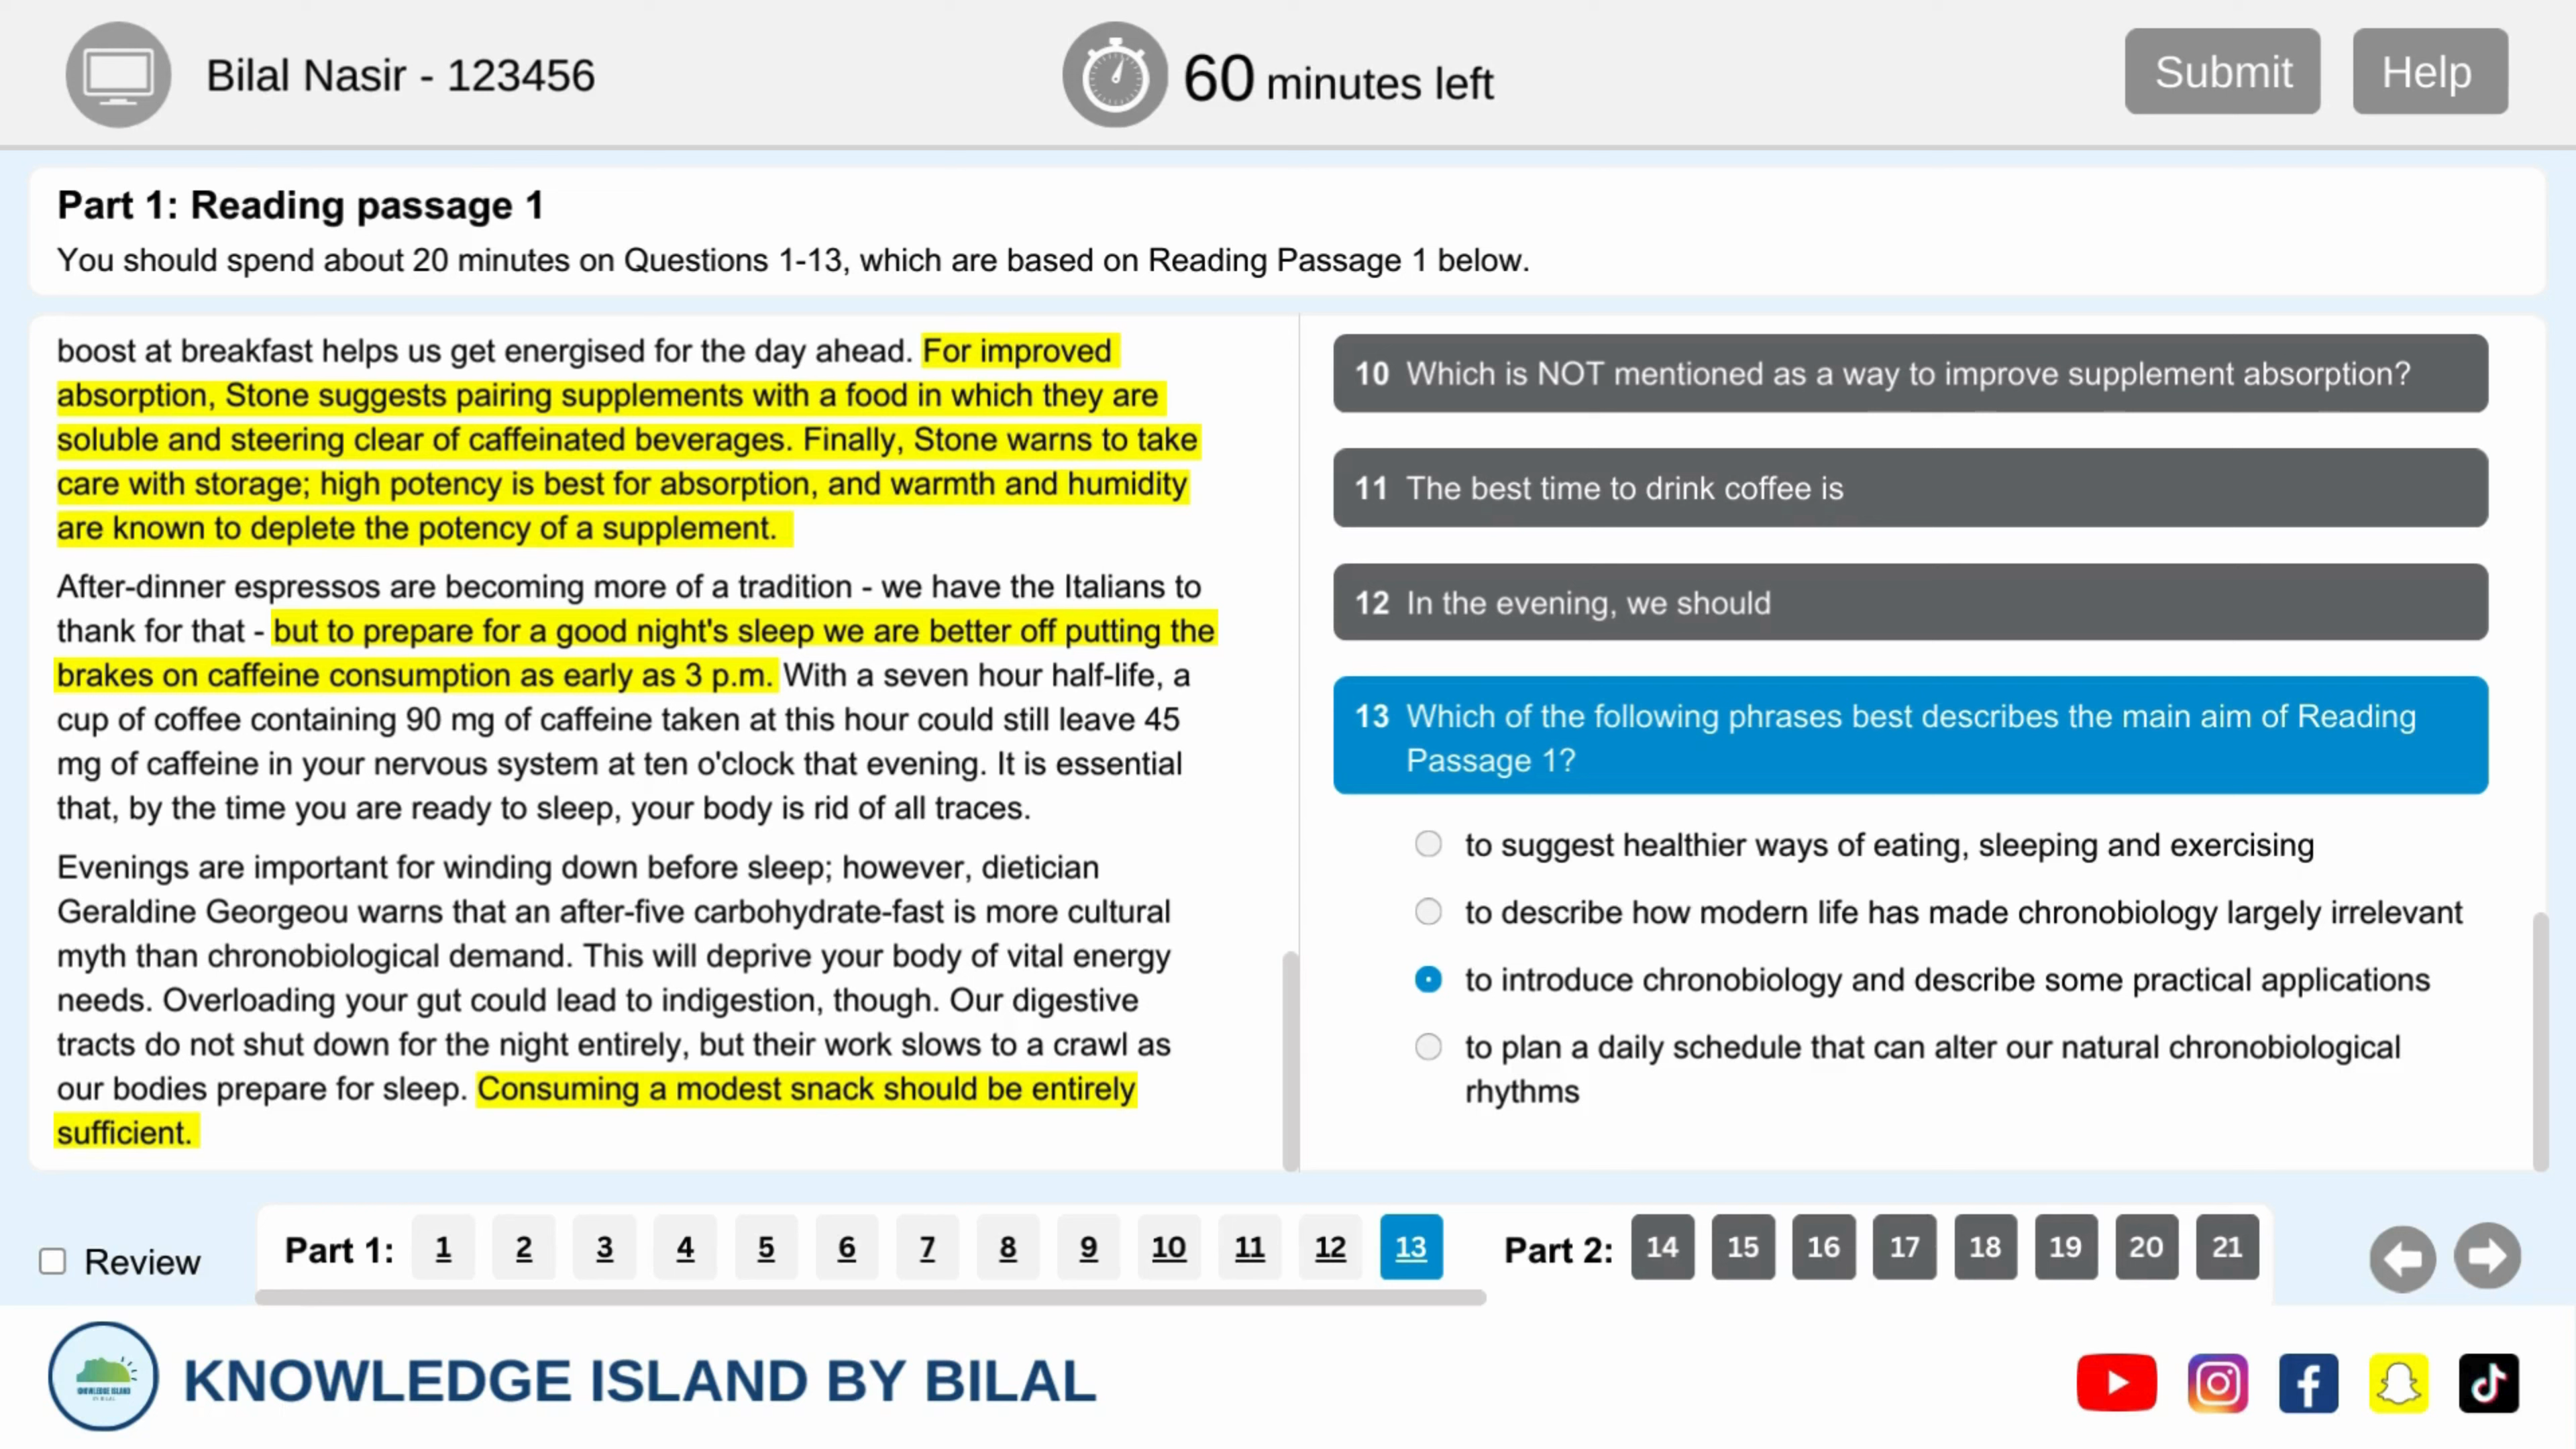 Bilal Nasir - 123456
60 minutes left
Submit
Help
Part 1: Reading passage 1
You should spend about 20 minutes on Questions 1-13, which are based on Reading Passage 1 below.
boost at breakfast helps us get energised for the day ahead. For improved
absorption, Stone suggests pairing supplements with a food in which they are
soluble and steering clear of caffeinated beverages. Finally, Stone warns to take
care with storage; high potency is best for absorption, and warmth and humidity
are known to deplete the potency of a supplement.
After-dinner espressos are becoming more of a tradition - we have the Italians to
thank for that - but to prepare for a good night's sleep we are better off putting the
brakes on caffeine consumption as early as 3 p.m. With a seven hour half-life, a
cup of coffee containing 90 mg of caffeine taken at this hour could still leave 45
mg of caffeine in your nervous system at ten o'clock that evening. It is essential
that, by the time you are ready to sleep, your body is rid of all traces.
Evenings are important for winding down before sleep; however, dietician
Geraldine Georgeou warns that an after-five carbohydrate-fast is more cultural
myth than chronobiological demand. This will deprive your body of vital energy
needs. Overloading your gut could lead to indigestion, though. Our digestive
tracts do not shut down for the night entirely, but their work slows to a crawl as
our bodies prepare for sleep. Consuming a modest snack should be entirely
sufficient.
10 Which is NOT mentioned as a way to improve supplement absorption?
11 The best time to drink coffee is
12 In the evening, we should
13 Which of the following phrases best describes the main aim of Reading
Passage 1?
to suggest healthier ways of eating, sleeping and exercising
to describe how modern life has made chronobiology largely irrelevant
to introduce chronobiology and describe some practical applications
to plan a daily schedule that can alter our natural chronobiological
rhythms
Review
Part 1: 1 2 3 4 5 6 7 8 9 10 11 12 13
Part 2: 14 15 16 17 18 19 20 21
KNOWLEDGE ISLAND
BY BILAL
KNOWLEDGE ISLAND BY BILAL